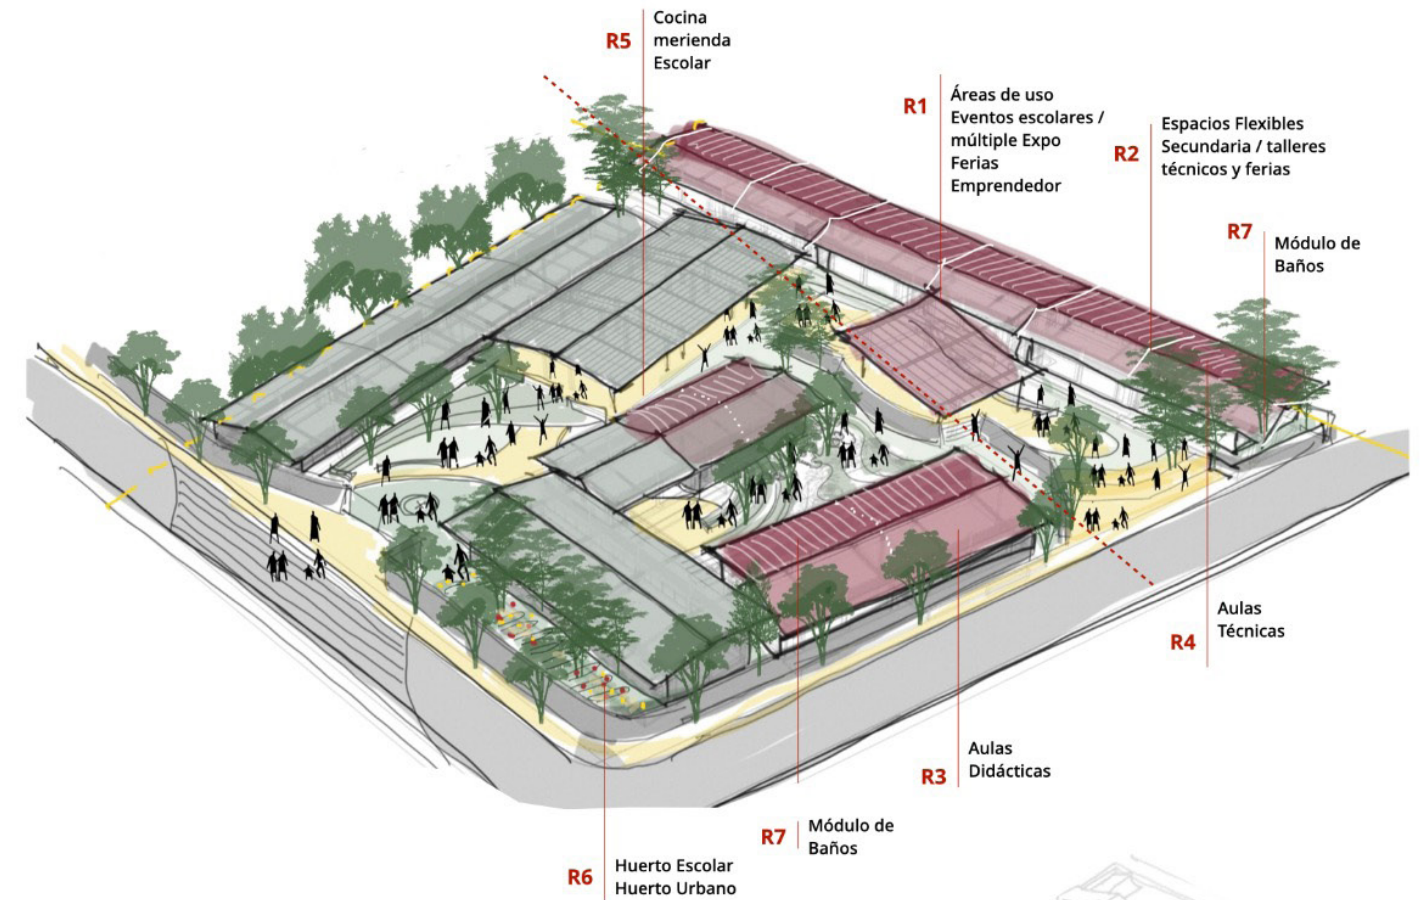 R5
Cocina
merienda
Escolar
R1
Áreas de uso
Eventos escolares /
múltiple Expo
Ferias
Emprendedor
R2
Espacios Flexibles
Secundaria / talleres
técnicos y ferias
R7
Módulo de
Baños
R4
Aulas
Técnicas
R3
Aulas
Didácticas
R7
Módulo de
Baños
R6
Huerto Escolar
Huerto Urbano